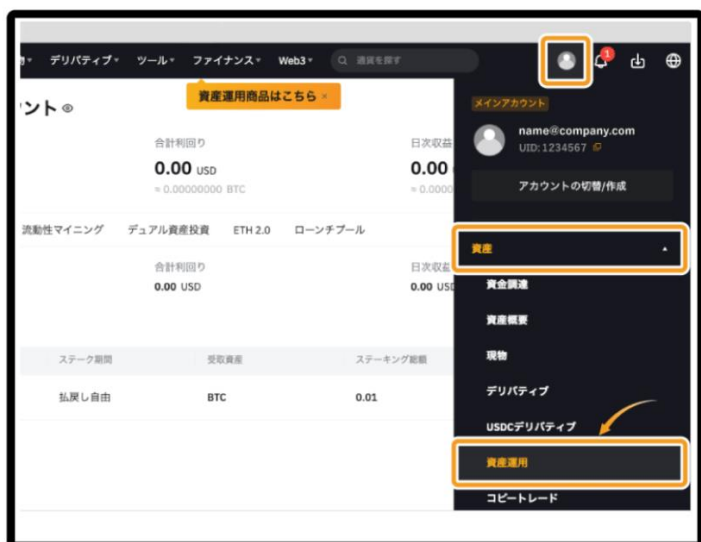 デリバティブ ツール ファイナンス Web3 通貨を探す 1
資産運用商品はこちら ×
ント
合計利回り 日次収益
0.00 USD 0.00
≈ 0.00000000 BTC ≈ 0.0000
流動性マイニング デュアル資産投資 ETH 2.0 ローンチプール
合計利回り 日次収益
0.00 USD 0.00 USD
ステーク期間 受取資産 ステーキング総額
払戻し自由 BTC 0.01
メインアカウント
name@company.com
UID: 1234567
アカウントの切替/作成
資産
資金調達
資産概要
現物
デリバティブ
USDCデリバティブ
資産運用
コピートレード